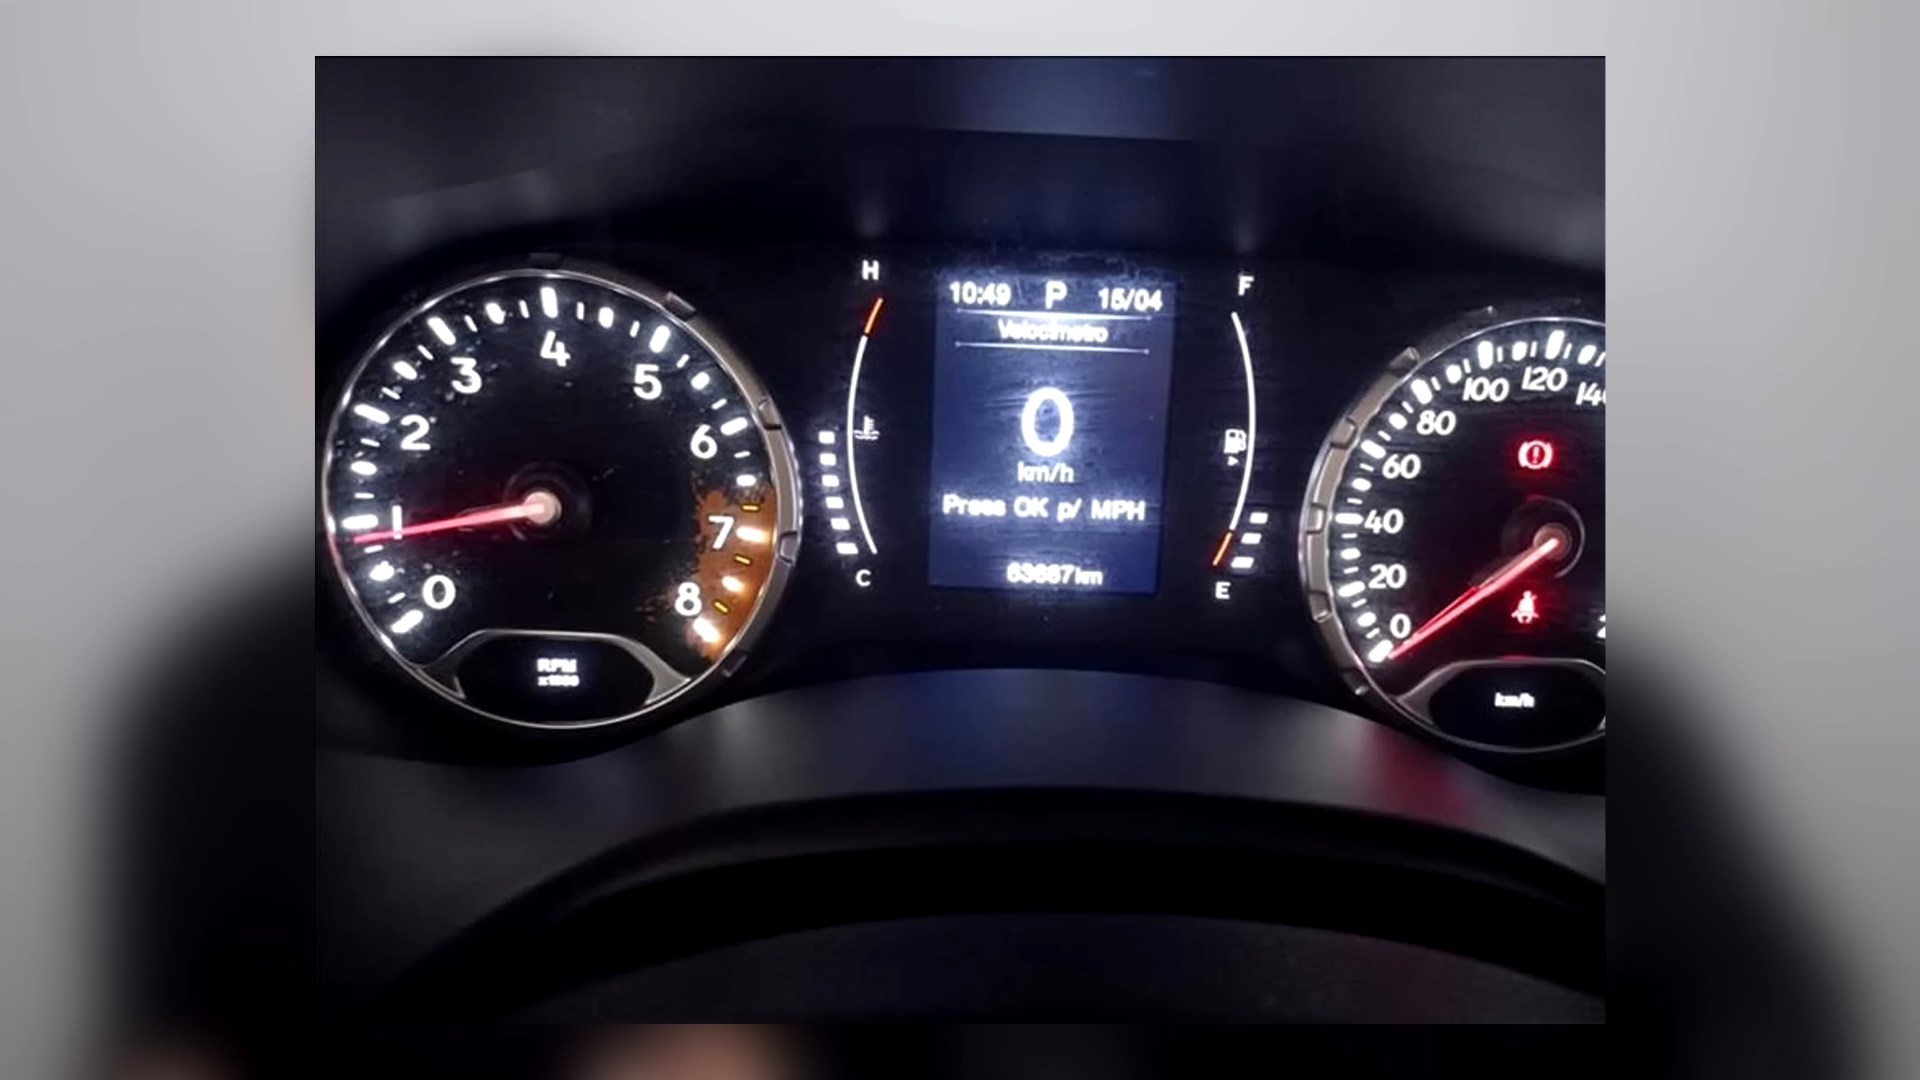 H
F
10:49 P 15/04
Velocímetro
0
km/h
Press OK p/ MPH
C
E
0 1 2 3 4 5 6 7 8
RPM
x1000
0 20 40 60 80 100 120
km/h